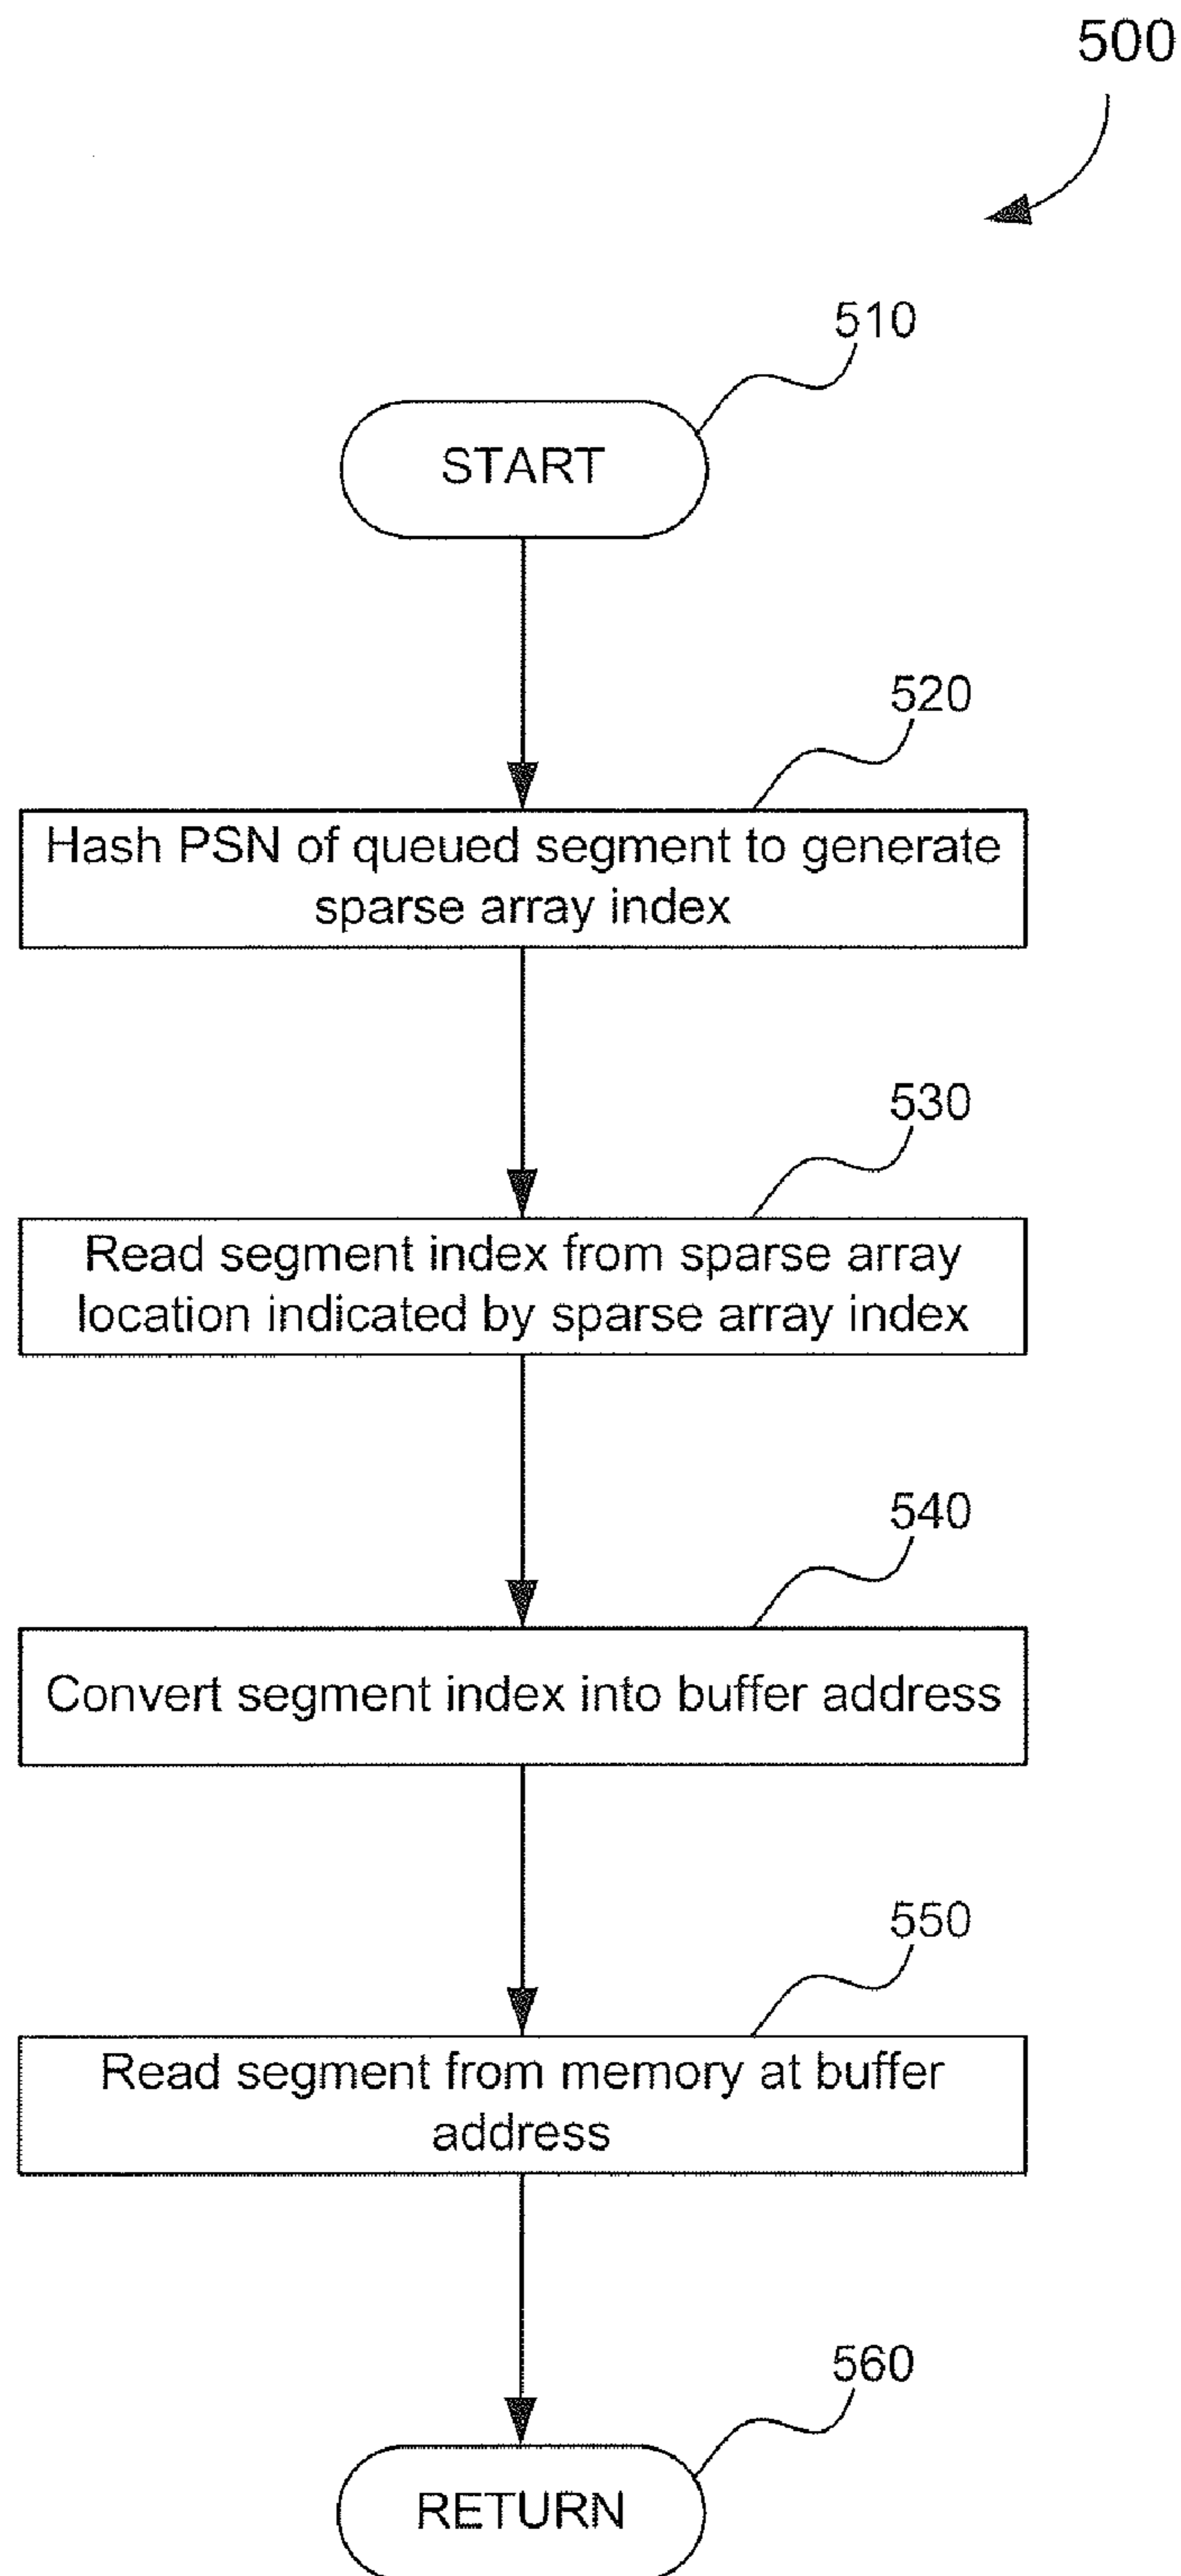 500
510
START
520
Hash PSN of queued segment to generate
sparse array index
530
Read segment index from sparse array
location indicated by sparse array index
540
Convert segment index into buffer address
550
Read segment from memory at buffer
address
560
RETURN